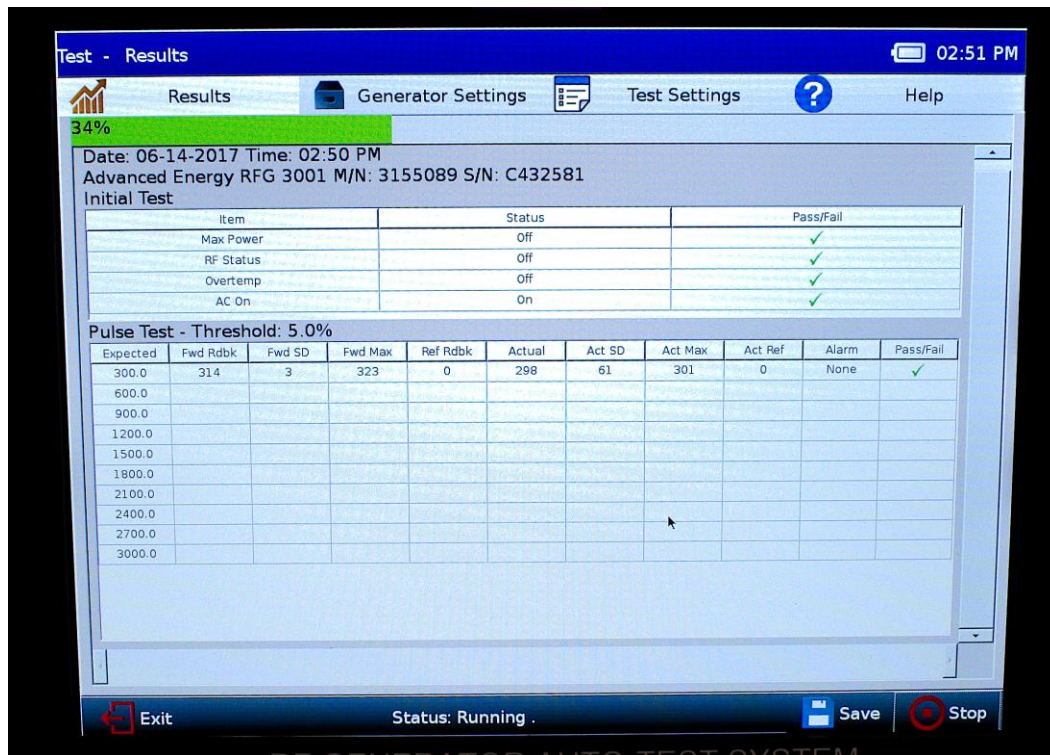 Test - Results 02:51 PM
Results Generator Settings Test Settings ? Help
34%
Date: 06-14-2017 Time: 02:50 PM
Advanced Energy RFG 3001 M/N: 3155089 S/N: C432581
Initial Test
Item Status Pass/Fail
Max Power Off ✓
RF Status Off ✓
Overtemp Off ✓
AC On On ✓
Pulse Test - Threshold: 5.0%
Expected Fwd Rdbk Fwd SD Fwd Max Ref Rdbk Actual Act SD Act Max Act Ref Alarm Pass/Fail
300.0 314 3 323 0 298 61 301 0 None ✓
600.0
900.0
1200.0
1500.0
1800.0
2100.0
2400.0
2700.0
3000.0
Exit Status: Running . Save Stop
RF GENERATOR AUTO TEST SYSTEM